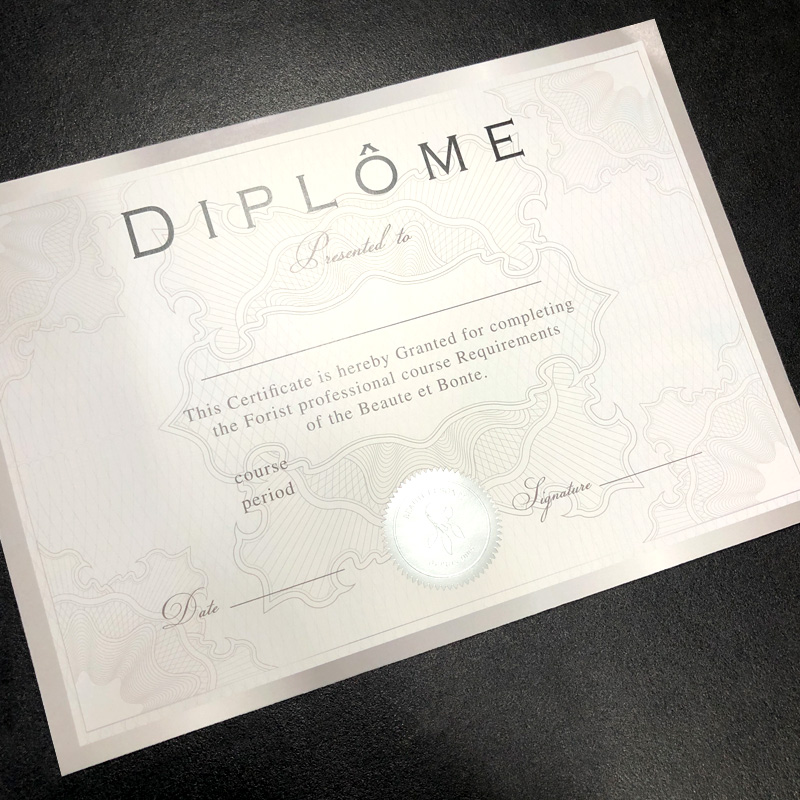 DIPLÔME
Presented to
This Certificate is hereby Granted for completing
the Forist professional course Requirements
of the Beaute et Bonte.
course
period
Signature
Date